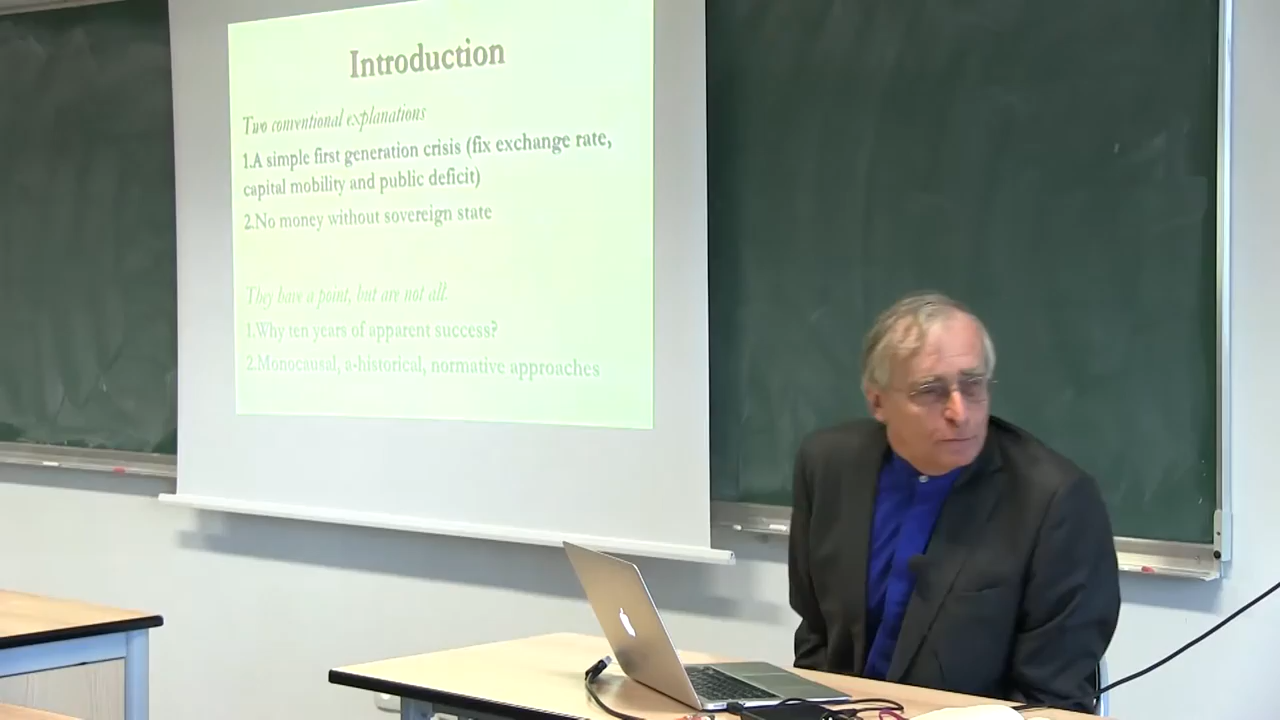 Introduction
Two conventional explanations
1.A simple first generation crisis (fix exchange rate,
capital mobility and public deficit)
2.No money without sovereign state
They have a point, but are not all.
1.Why ten years of apparent success?
2.Monocausal, a-historical, normative approaches